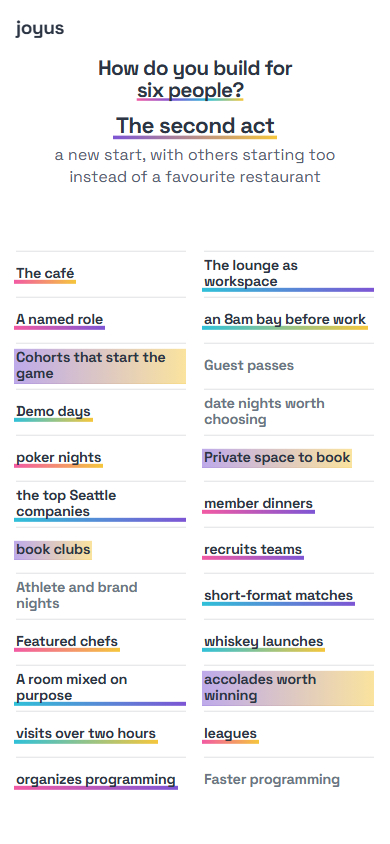 joyus
How do you build for
six people?
The second act
a new start, with others starting too
instead of a favourite restaurant
The café
The lounge as
workspace
A named role
an 8am bay before work
Cohorts that start the
game
Guest passes
Demo days
date nights worth
choosing
poker nights
Private space to book
the top Seattle
companies
member dinners
book clubs
recruits teams
Athlete and brand
nights
short-format matches
Featured chefs
whiskey launches
A room mixed on
purpose
accolades worth
winning
visits over two hours
leagues
organizes programming
Faster programming